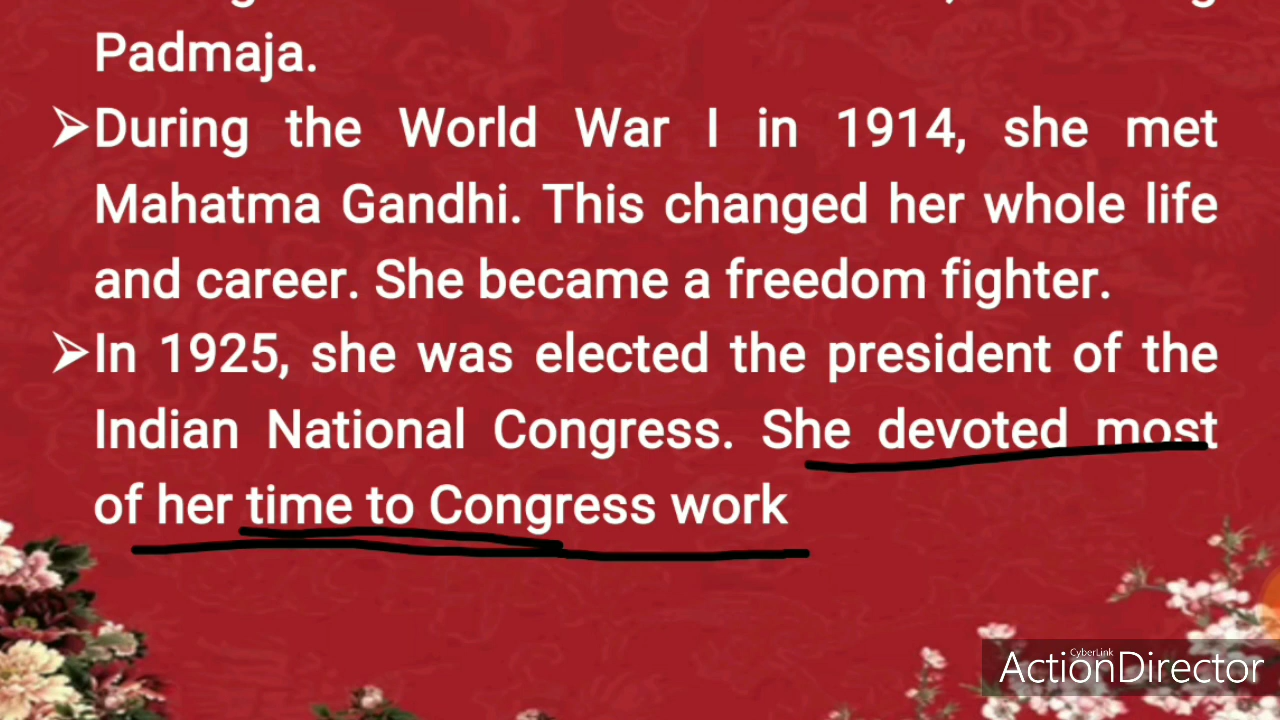 Padmaja.
➢During the World War I in 1914, she met
Mahatma Gandhi. This changed her whole life
and career. She became a freedom fighter.
➢In 1925, she was elected the president of the
Indian National Congress. She devoted most
of her time to Congress work
CyberLink
ActionDirector